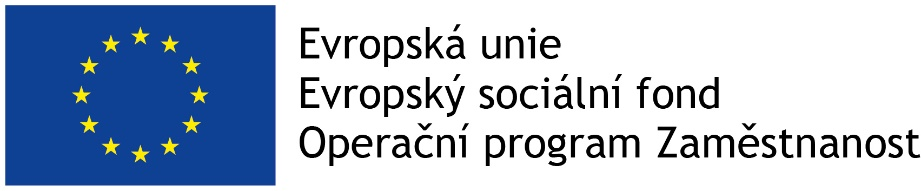 Evropská unie
Evropský sociální fond
Operační program Zaměstnanost